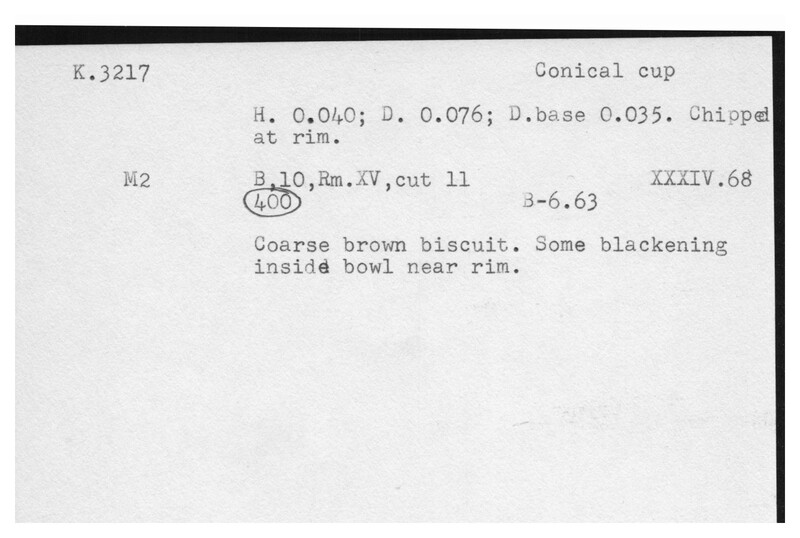 K.3217 Conical cup
H. 0.040; D. 0.076; D.base 0.035. Chipped
at rim.
M2 B,10,Rm.XV,cut 11 XXXIV.68
400 B-6.63
Coarse brown biscuit. Some blackening
inside bowl near rim.